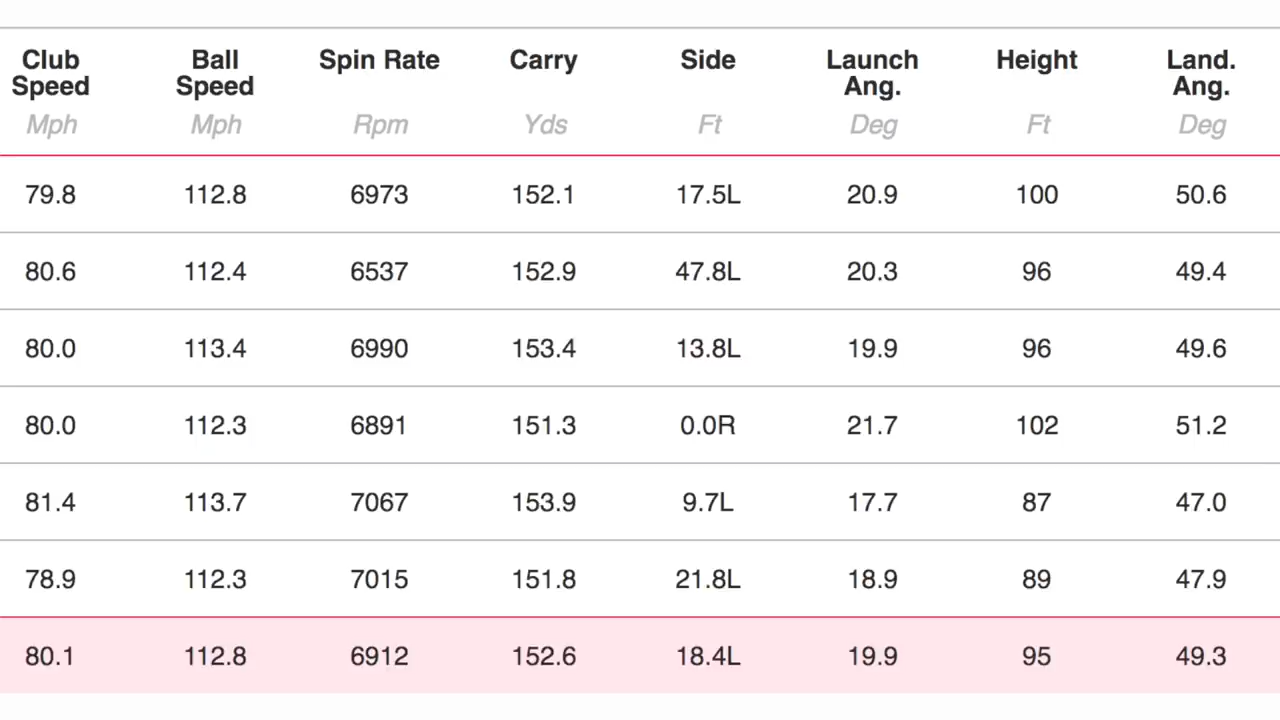 Club Speed Ball Speed Spin Rate Carry Side Launch Ang. Height Land. Ang.
Mph Mph Rpm Yds Ft Deg Ft Deg
79.8 112.8 6973 152.1 17.5L 20.9 100 50.6
80.6 112.4 6537 152.9 47.8L 20.3 96 49.4
80.0 113.4 6990 153.4 13.8L 19.9 96 49.6
80.0 112.3 6891 151.3 0.0R 21.7 102 51.2
81.4 113.7 7067 153.9 9.7L 17.7 87 47.0
78.9 112.3 7015 151.8 21.8L 18.9 89 47.9
80.1 112.8 6912 152.6 18.4L 19.9 95 49.3